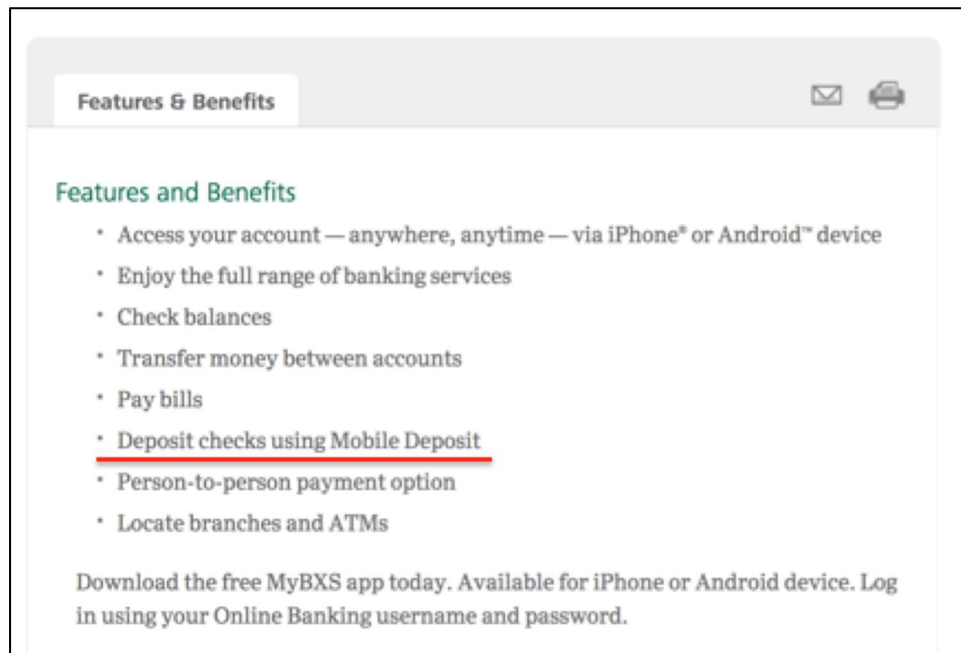 Features & Benefits
Features and Benefits
• Access your account — anywhere, anytime — via iPhone® or Android™ device
• Enjoy the full range of banking services
• Check balances
• Transfer money between accounts
• Pay bills
• Deposit checks using Mobile Deposit
• Person-to-person payment option
• Locate branches and ATMs
Download the free MyBXS app today. Available for iPhone or Android device. Log
in using your Online Banking username and password.